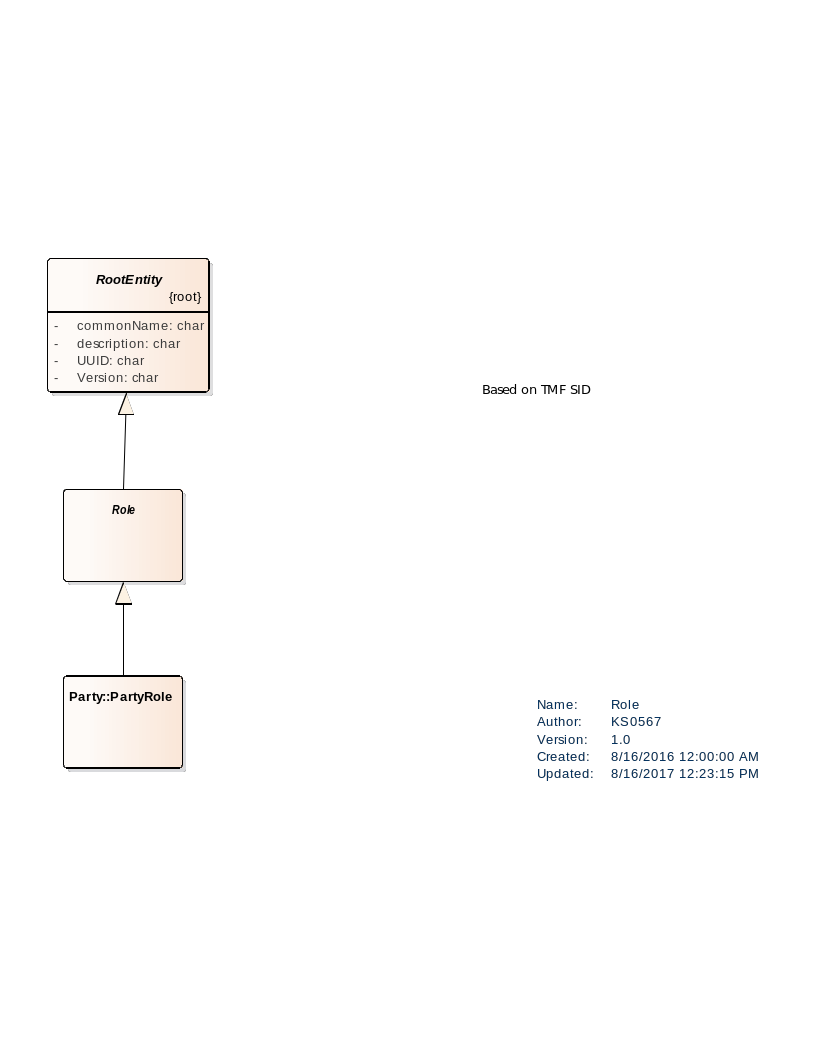 RootEntity
{root}
- commonName: char
- description: char
- UUID: char
- Version: char
Based on TMF SID
Role
Party::PartyRole
Name: Role
Author: KS0567
Version: 1.0
Created: 8/16/2016 12:00:00 AM
Updated: 8/16/2017 12:23:15 PM